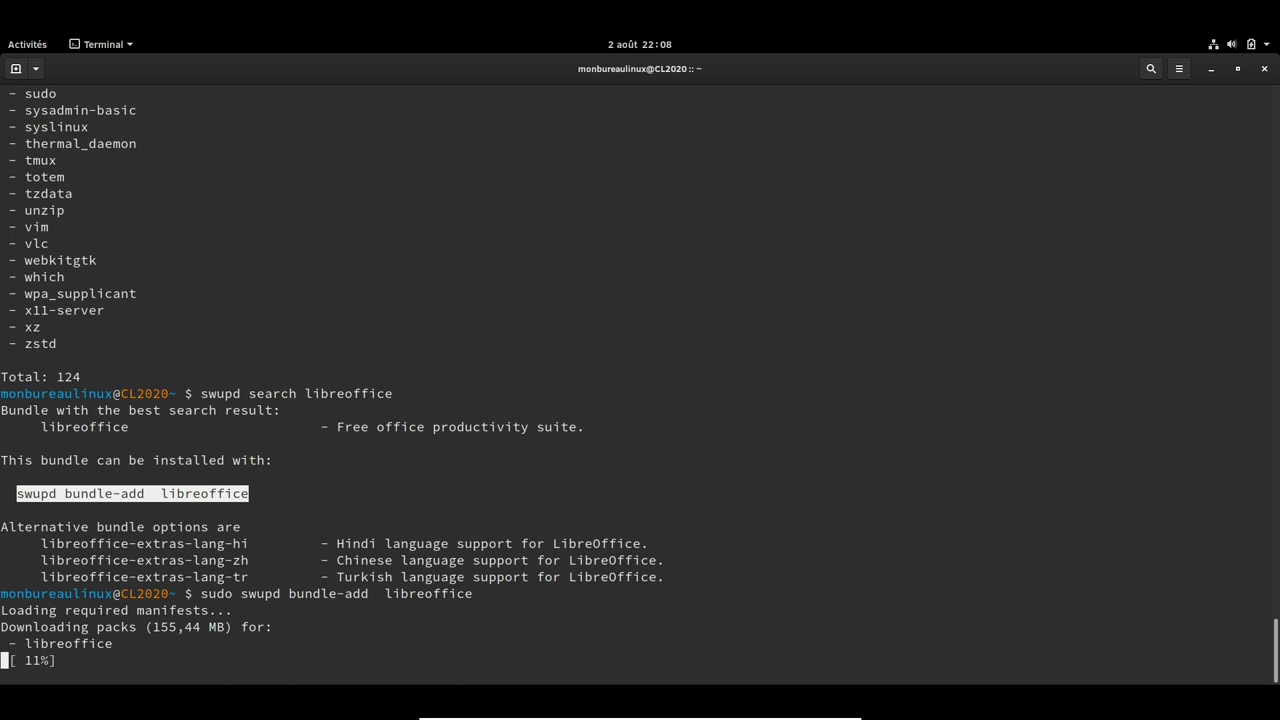 Activités
Terminal
2 août 22:08
monbureaulinux@CL2020 :: ~
- sudo
- sysadmin-basic
- syslinux
- thermal_daemon
- tmux
- totem
- tzdata
- unzip
- vim
- vlc
- webkitgtk
- which
- wpa_supplicant
- x11-server
- xz
- zstd
Total: 124
monbureaulinux@CL2020~ $ swupd search libreoffice
Bundle with the best search result:
libreoffice - Free office productivity suite.
This bundle can be installed with:
swupd bundle-add  libreoffice
Alternative bundle options are
libreoffice-extras-lang-hi - Hindi language support for LibreOffice.
libreoffice-extras-lang-zh - Chinese language support for LibreOffice.
libreoffice-extras-lang-tr - Turkish language support for LibreOffice.
monbureaulinux@CL2020~ $ sudo swupd bundle-add  libreoffice
Loading required manifests...
Downloading packs (155,44 MB) for:
- libreoffice
[ 11%]